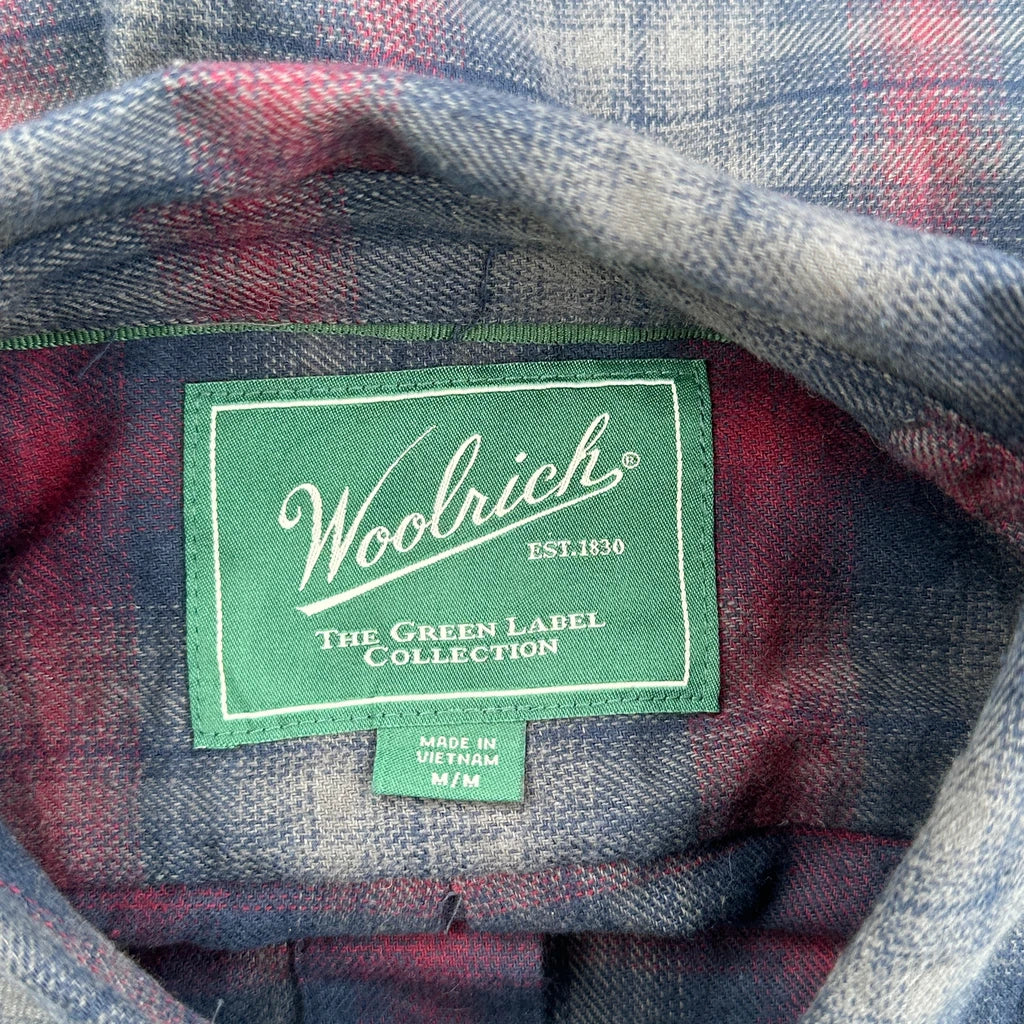 Woolrich®
EST.1830
THE GREEN LABEL
COLLECTION
MADE IN
VIETNAM
M/M